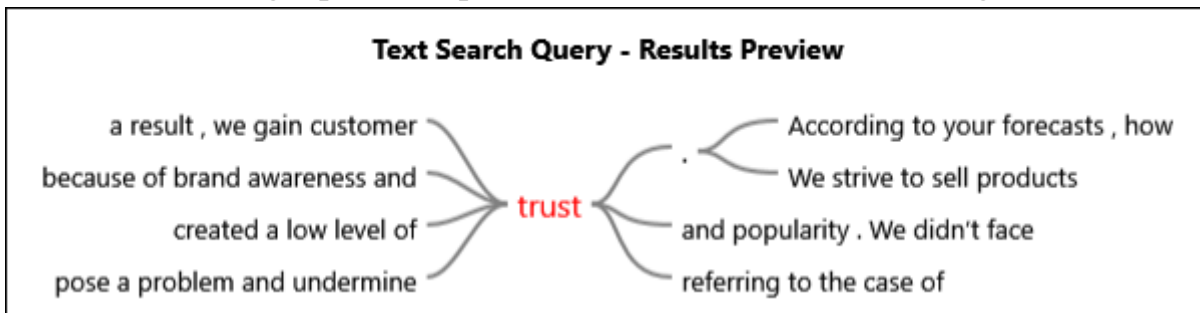 Text Search Query - Results Preview
a result , we gain customer
because of brand awareness and
created a low level of
pose a problem and undermine
trust
.
According to your forecasts , how
We strive to sell products
and popularity . We didn't face
referring to the case of